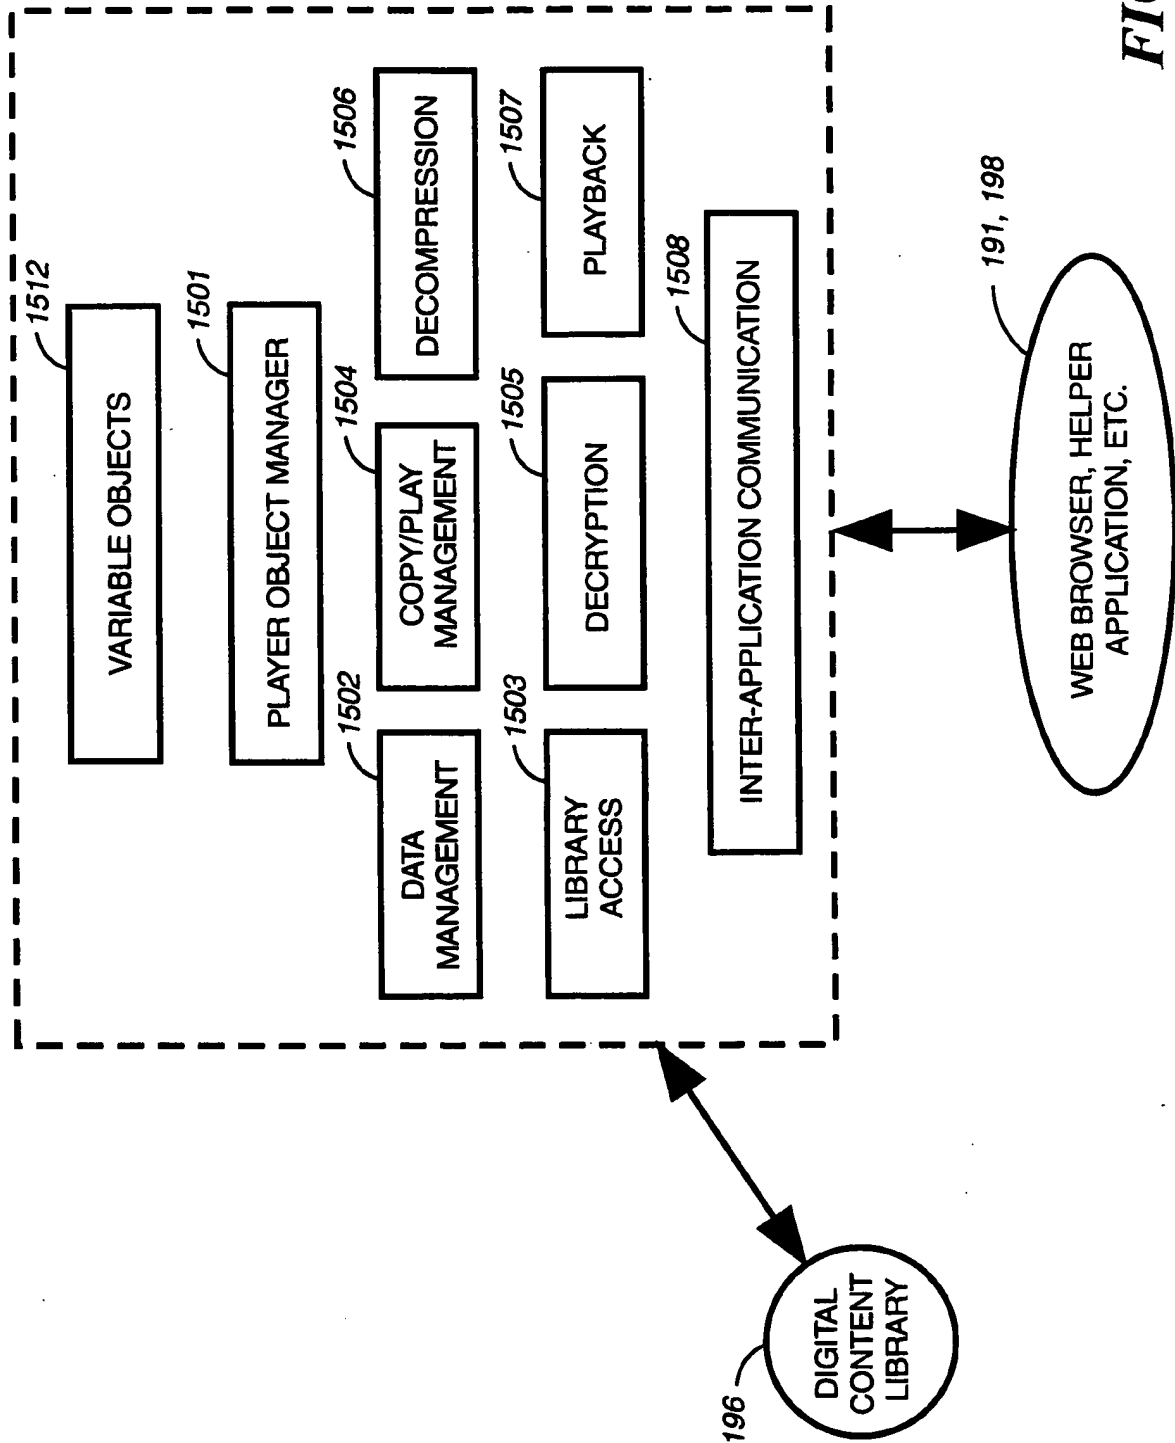 1512
VARIABLE OBJECTS
1501
PLAYER OBJECT MANAGER
1502
DATA
MANAGEMENT
1504
COPY/PLAY
MANAGEMENT
1506
DECOMPRESSION
1503
LIBRARY
ACCESS
1505
DECRYPTION
1507
PLAYBACK
1508
INTER-APPLICATION COMMUNICATION
196
DIGITAL
CONTENT
LIBRARY
191, 198
WEB BROWSER, HELPER
APPLICATION, ETC.